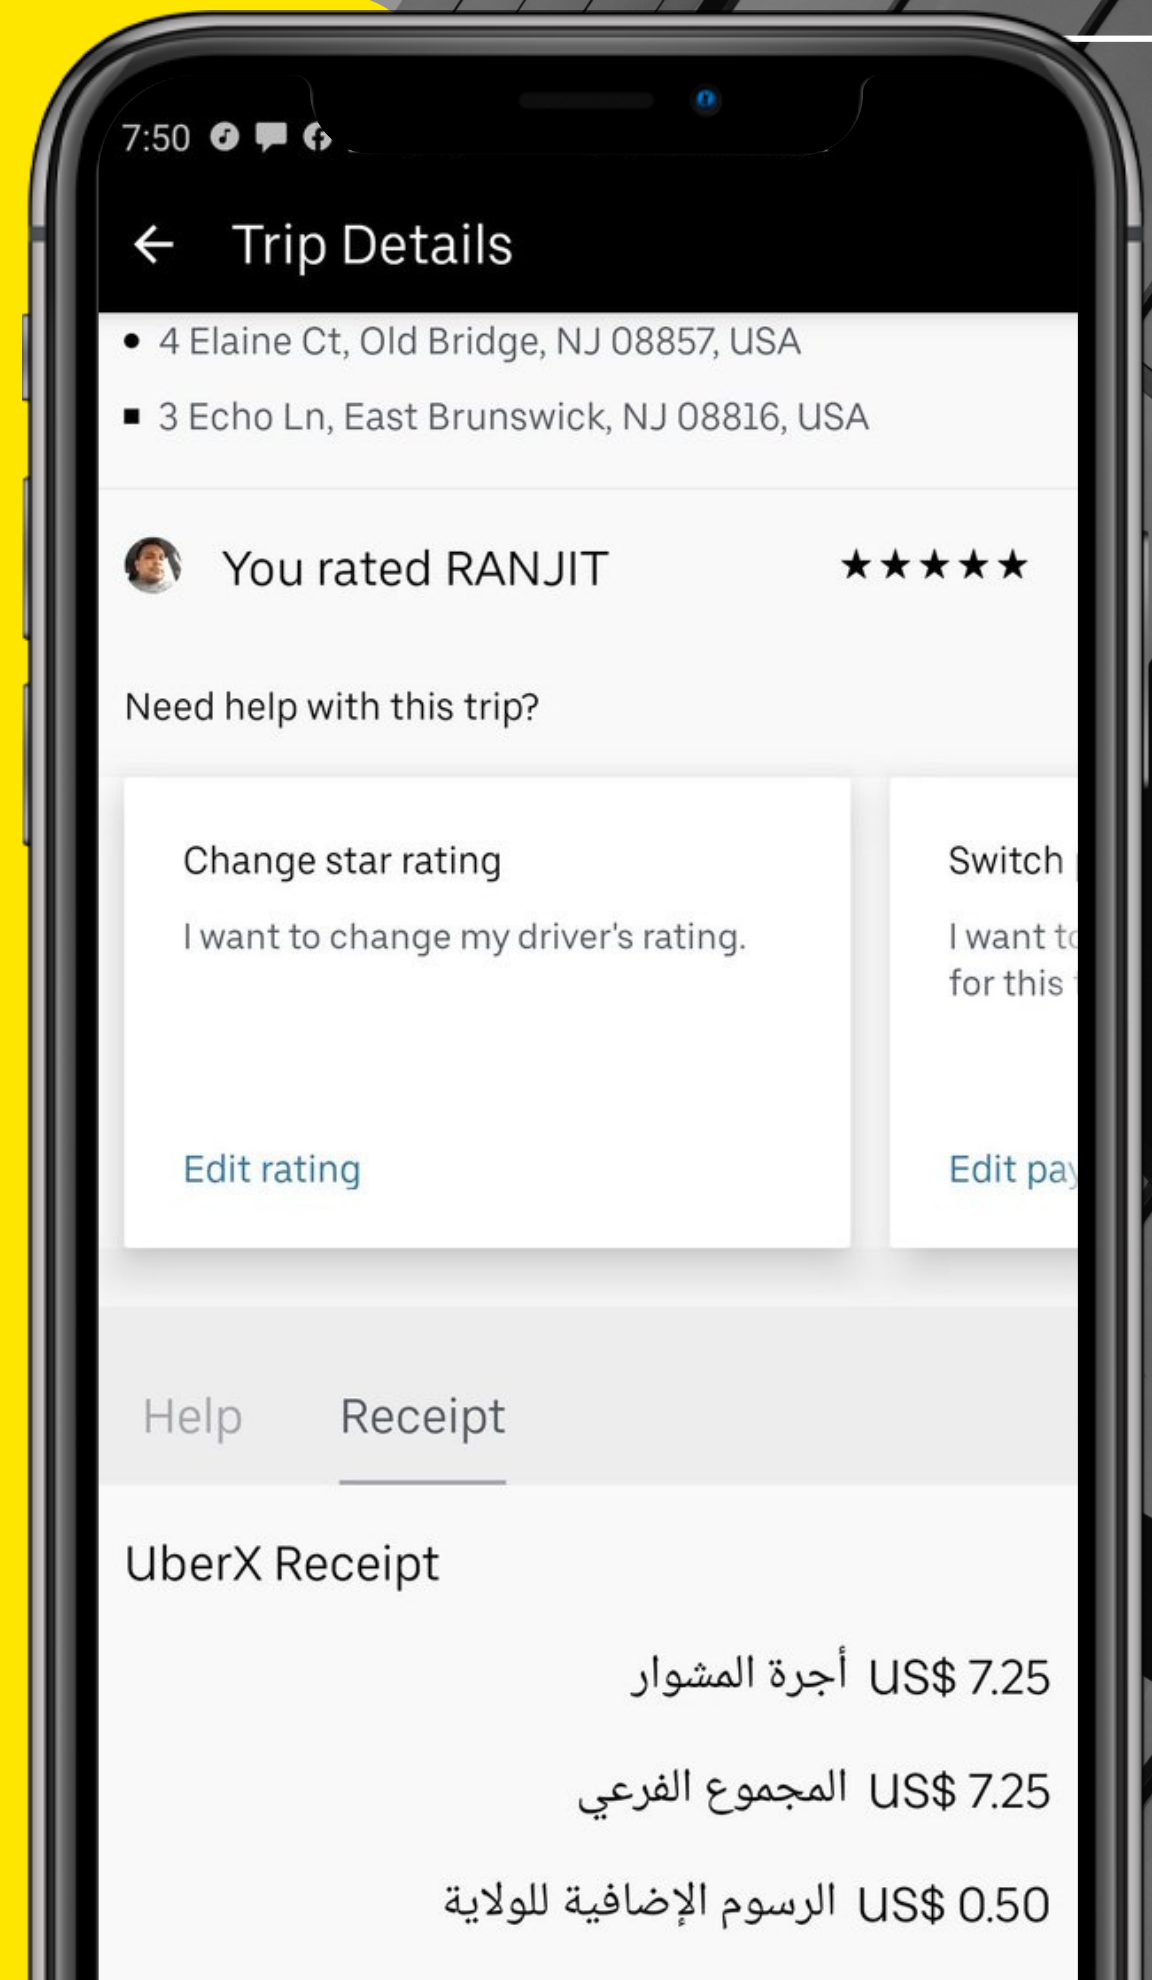 7:50
Trip Details
4 Elaine Ct, Old Bridge, NJ 08857, USA
3 Echo Ln, East Brunswick, NJ 08816, USA
You rated RANJIT ★★★★★
Need help with this trip?
Change star rating
I want to change my driver's rating.
Edit rating
Switch
I want
for this
Edit
Help Receipt
UberX Receipt
أجرة المشوار US$ 7.25
المجموع الفرعي US$ 7.25
الرسوم الإضافية للولاية US$ 0.50